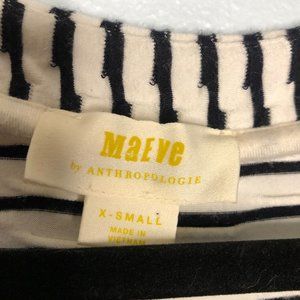 MaEve
by ANTHROPOLOGIE
X-SMALL
MADE IN
VIETNAM